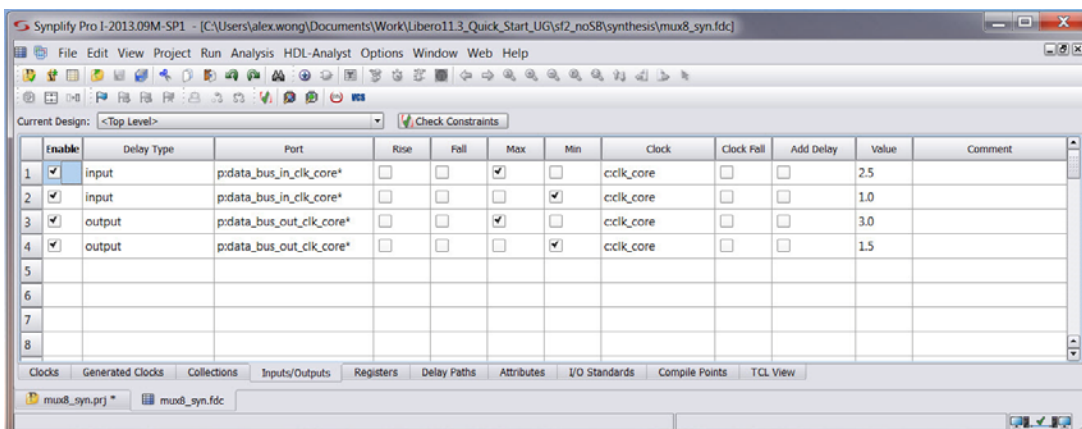 Synplify Pro I-2013.09M-SP1 - [C:\Users\alex.wong\Documents\Work\Libero11.3_Quick_Start_UG\sf2_noSB\synthesis\mux8_syn.fdc]
File Edit View Project Run Analysis HDL-Analyst Options Window Web Help
VCS
Current Design: <Top Level> Check Constraints
Enable Delay Type Port Rise Fall Max Min Clock Clock Fall Add Delay Value Comment
1 input p:data_bus_in_clk_core* c:clk_core 2.5
2 input p:data_bus_in_clk_core* c:clk_core 1.0
3 output p:data_bus_out_clk_core* c:clk_core 3.0
4 output p:data_bus_out_clk_core* c:clk_core 1.5
5
6
7
8
Clocks Generated Clocks Collections Inputs/Outputs Registers Delay Paths Attributes I/O Standards Compile Points TCL View
mux8_syn.prj * mux8_syn.fdc